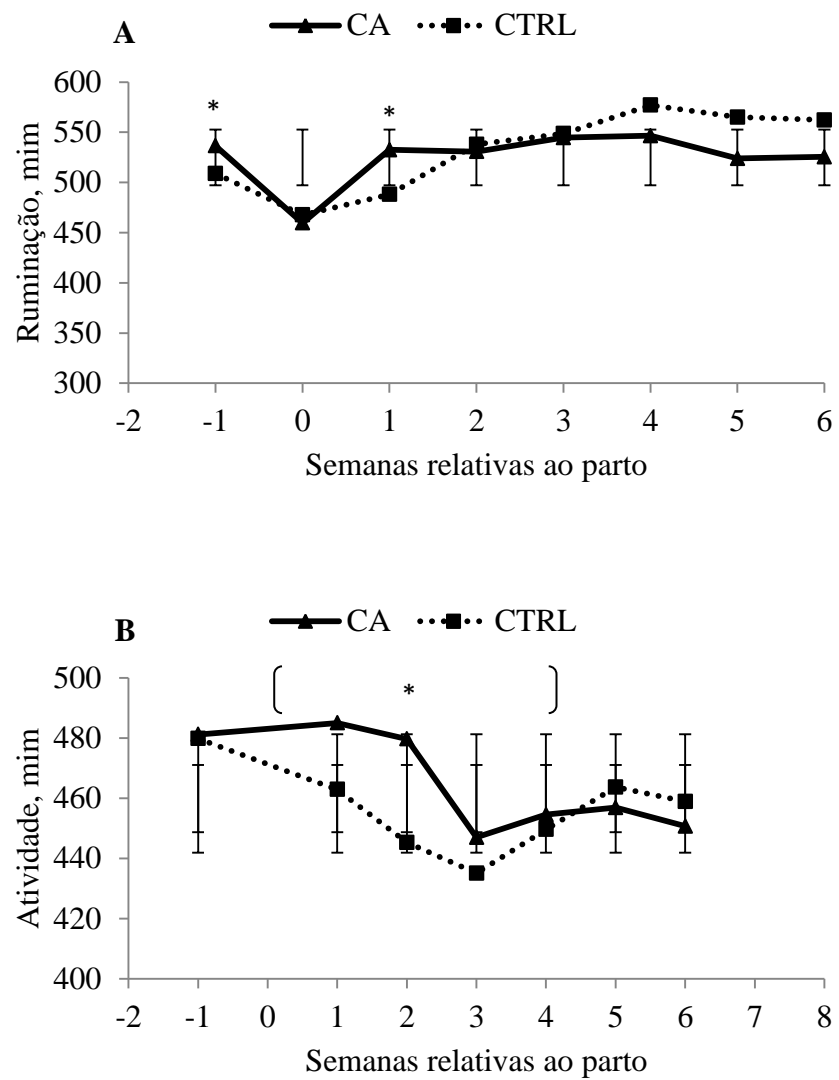 A
CA CTRL
*
*
600
550
500
450
400
350
300
Ruminação, mim
-2 -1 0 1 2 3 4 5 6
Semanas relativas ao parto
B
CA CTRL
*
500
480
460
440
420
400
Atividade, mim
-2 -1 0 1 2 3 4 5 6 7 8
Semanas relativas ao parto